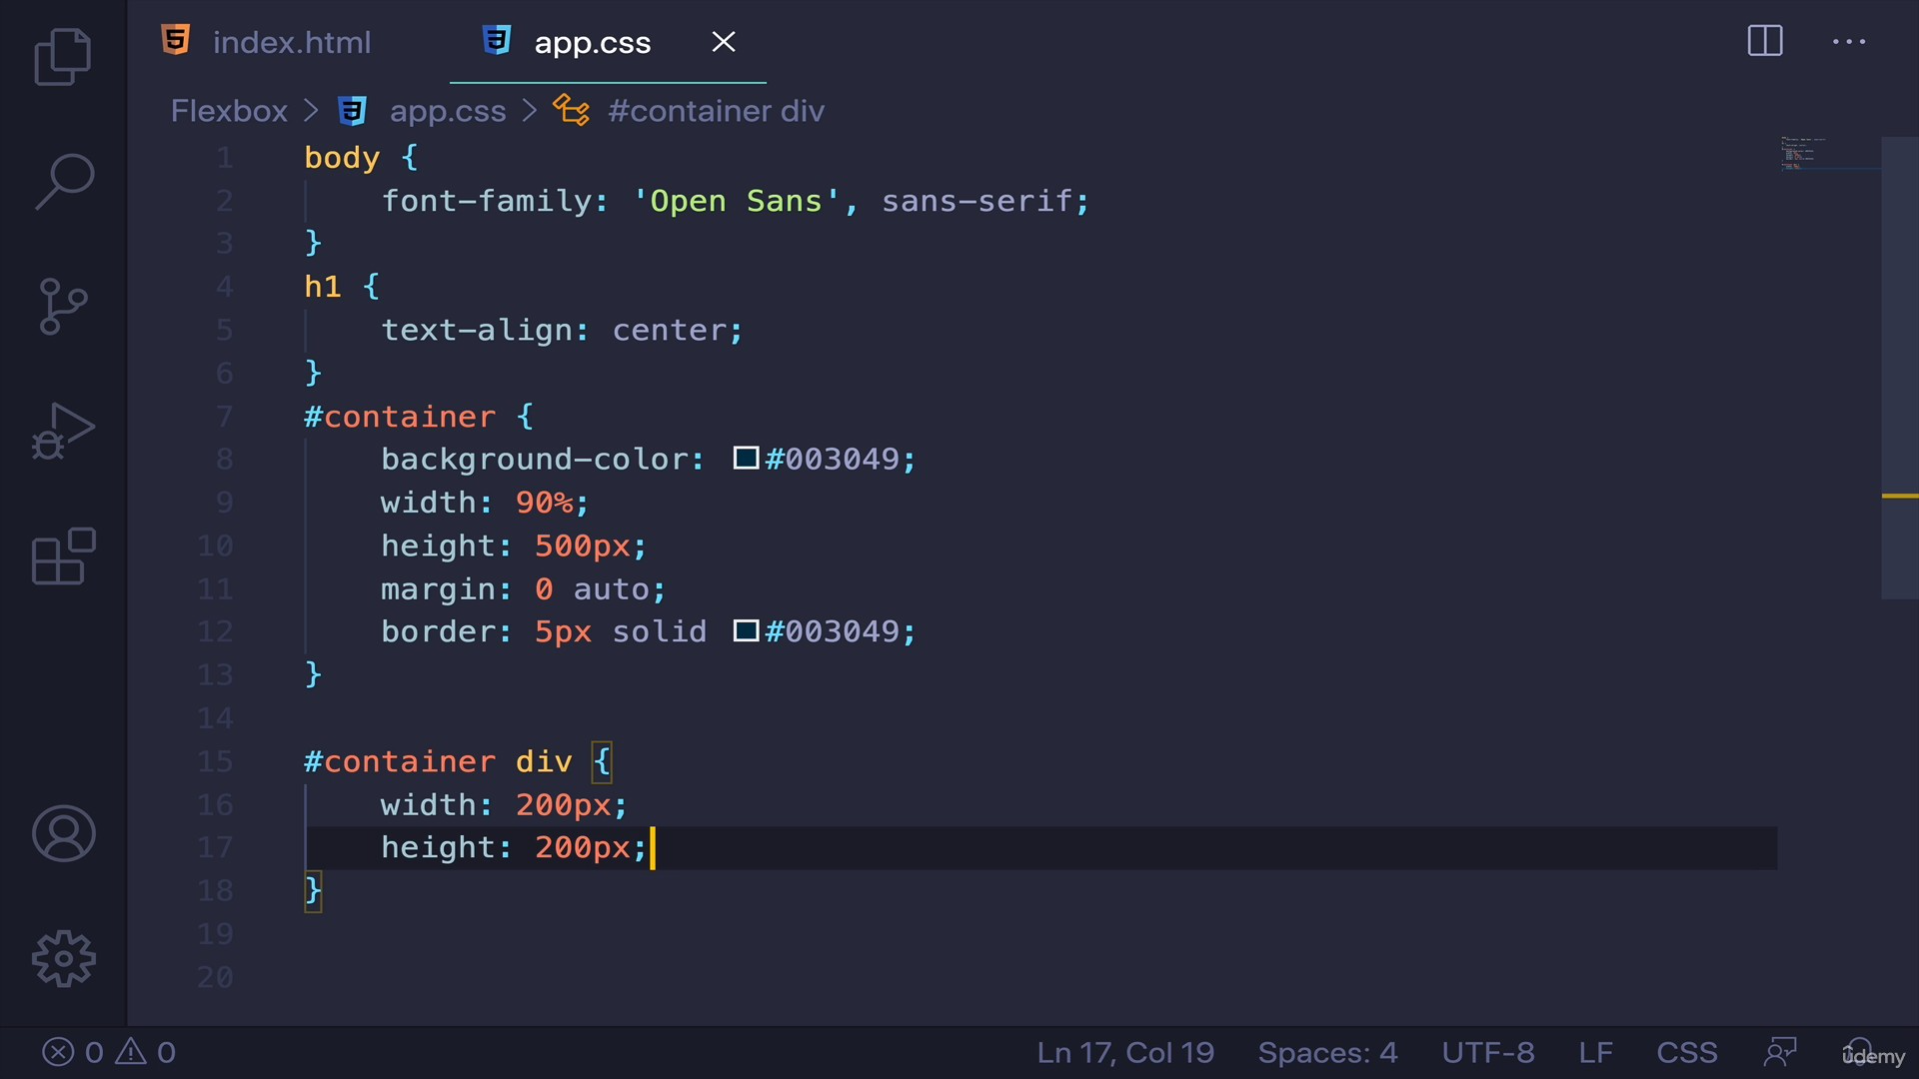 index.html
app.css
Flexbox > app.css > #container div
1 body {
2 font-family: 'Open Sans', sans-serif;
3 }
4 h1 {
5 text-align: center;
6 }
7 #container {
8 background-color: #003049;
9 width: 90%;
10 height: 500px;
11 margin: 0 auto;
12 border: 5px solid #003049;
13 }
14
15 #container div {
16 width: 200px;
17 height: 200px;
18 }
19
20
0 0 Ln 17, Col 19 Spaces: 4 UTF-8 LF CSS
ûdemy